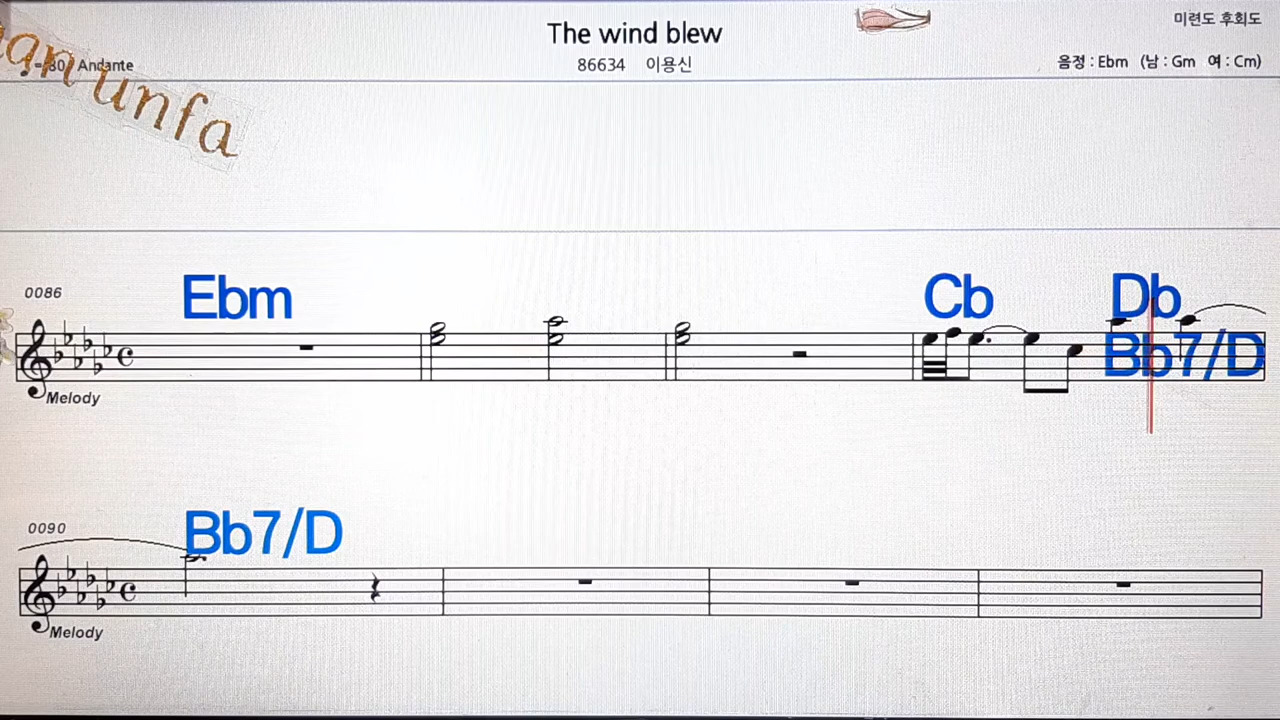 The wind blew
미련도 후회도
86634 이용신
음정 : Ebm (남 : Gm 여 : Cm)
Andante
unfa
0086
Ebm
Cb
Db
Bb7/D
Melody
0090
Bb7/D
Melody